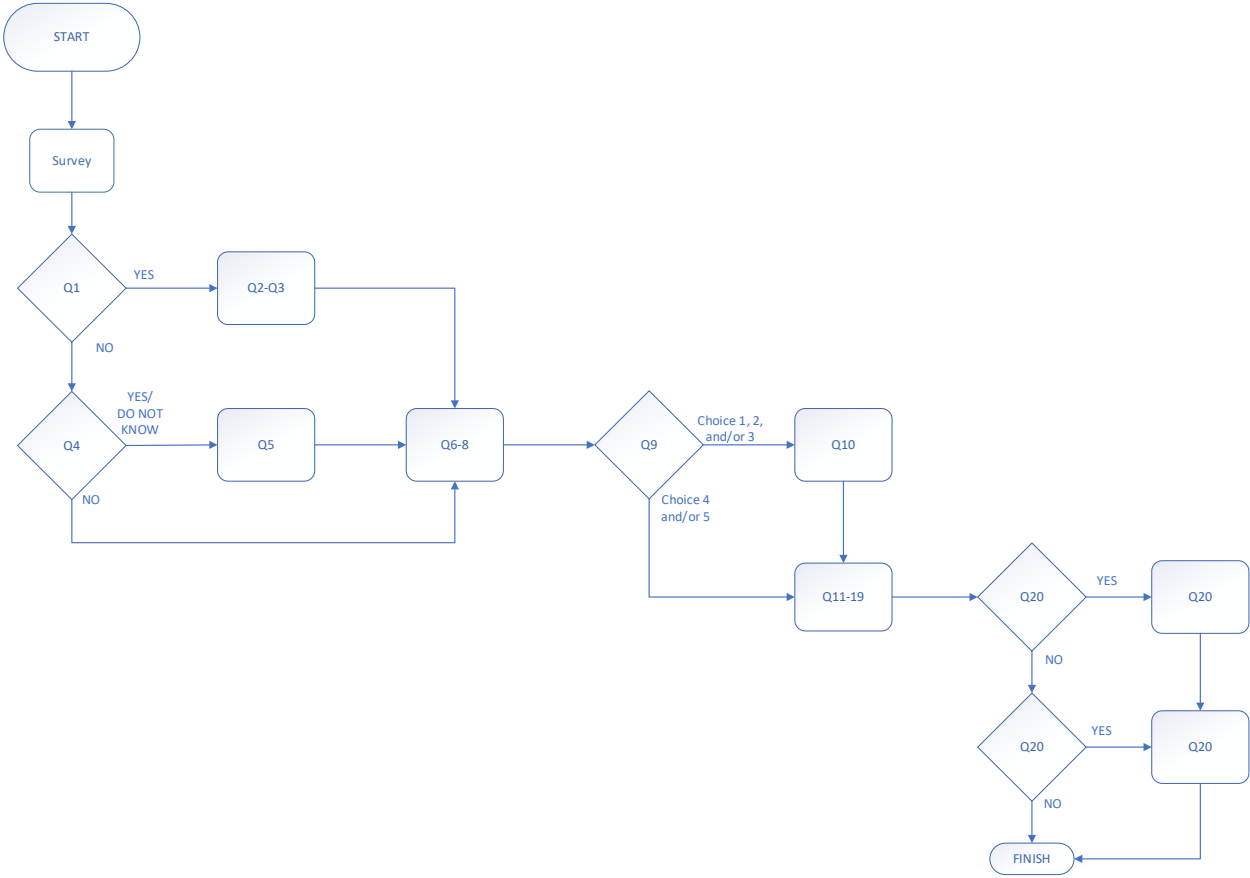 START
Survey
Q1
YES
Q2-Q3
NO
Q4
YES/
DO NOT
KNOW
Q5
Q6-8
NO
Q9
Choice 1, 2,
and/or 3
Q10
Choice 4
and/or 5
Q11-19
Q20
YES
Q20
NO
Q20
YES
Q20
NO
FINISH